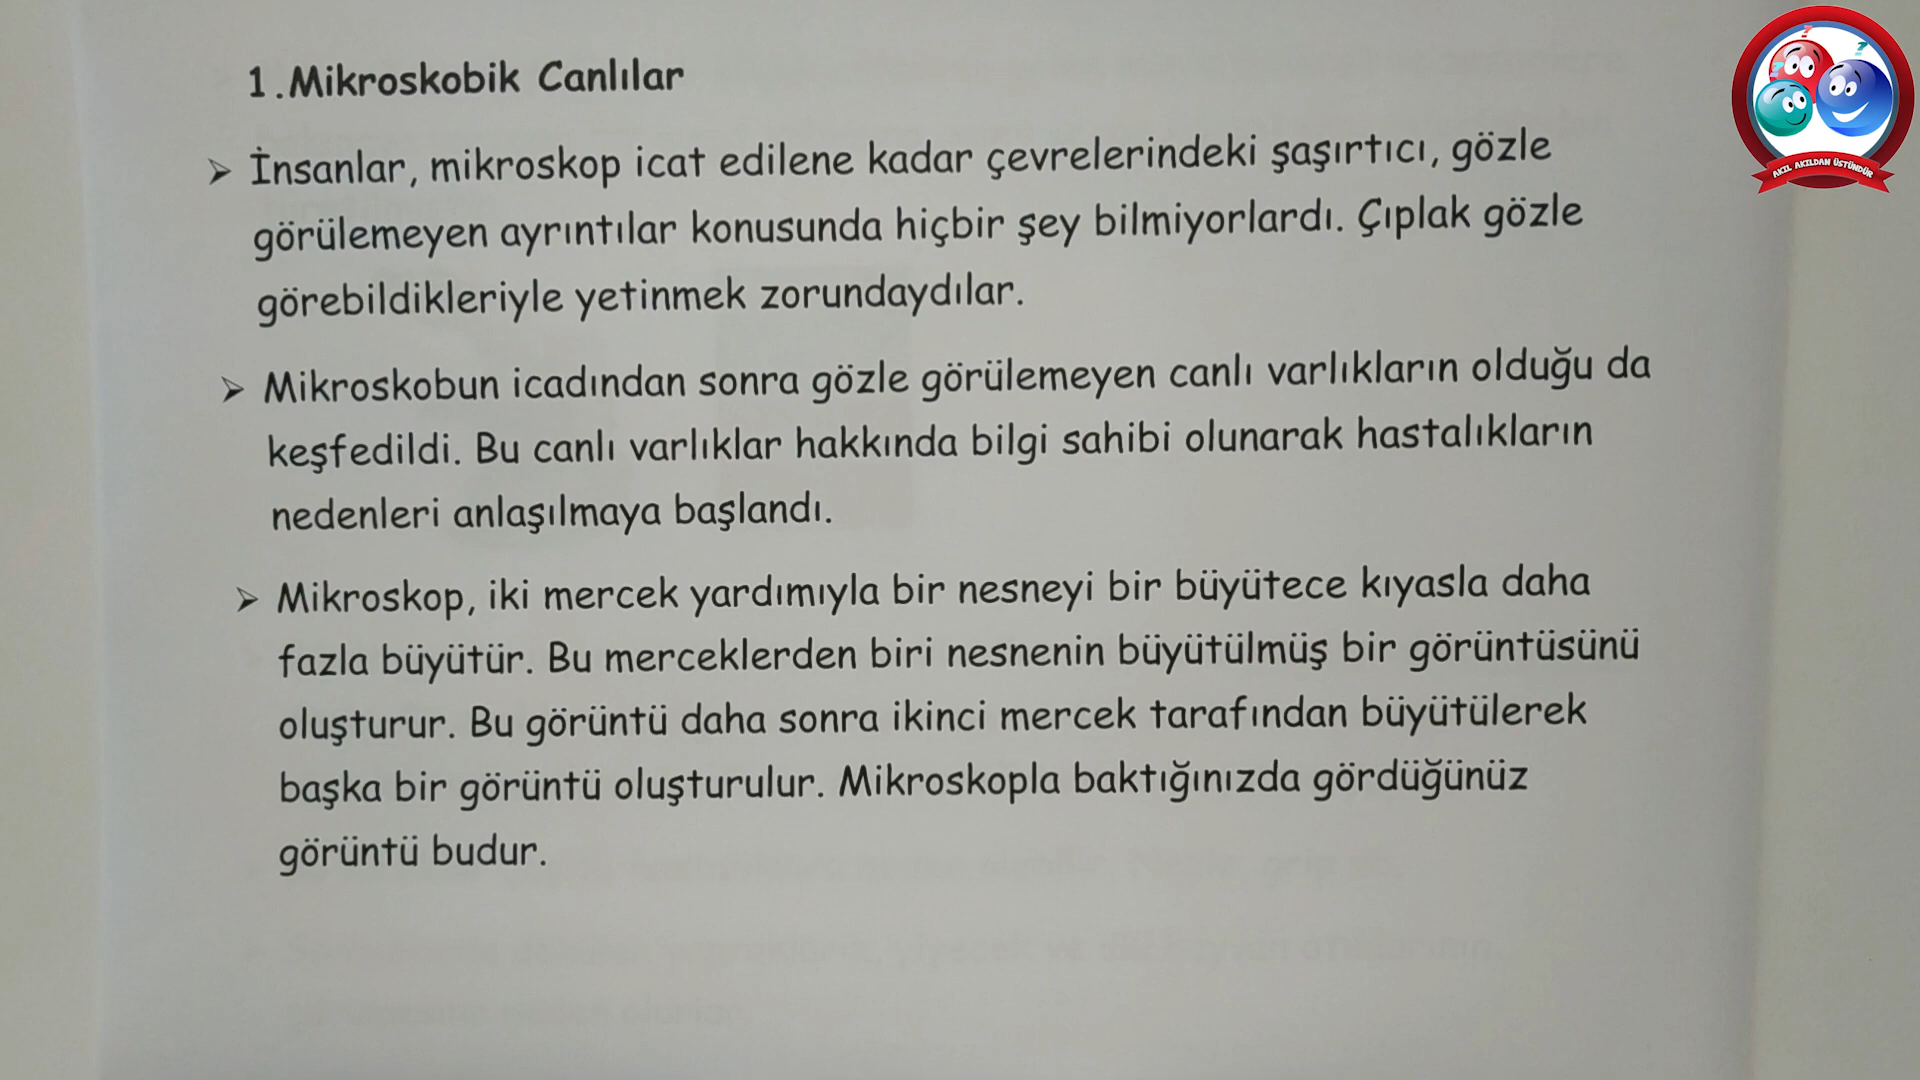 1.Mikroskobik Canlılar
AKIL AKILDAN ÜSTÜNDÜR
➢ İnsanlar, mikroskop icat edilene kadar çevrelerindeki şaşırtıcı, gözle
görülemeyen ayrıntılar konusunda hiçbir şey bilmiyorlardı. Çıplak gözle
görebildikleriyle yetinmek zorundaydılar.
➢ Mikroskobun icadından sonra gözle görülemeyen canlı varlıkların olduğu da
keşfedildi. Bu canlı varlıklar hakkında bilgi sahibi olunarak hastalıkların
nedenleri anlaşılmaya başlandı.
➢ Mikroskop, iki mercek yardımıyla bir nesneyi bir büyütece kıyasla daha
fazla büyütür. Bu merceklerden biri nesnenin büyütülmüş bir görüntüsünü
oluşturur. Bu görüntü daha sonra ikinci mercek tarafından büyütülerek
başka bir görüntü oluşturulur. Mikroskopla baktığınızda gördüğünüz
görüntü budur.